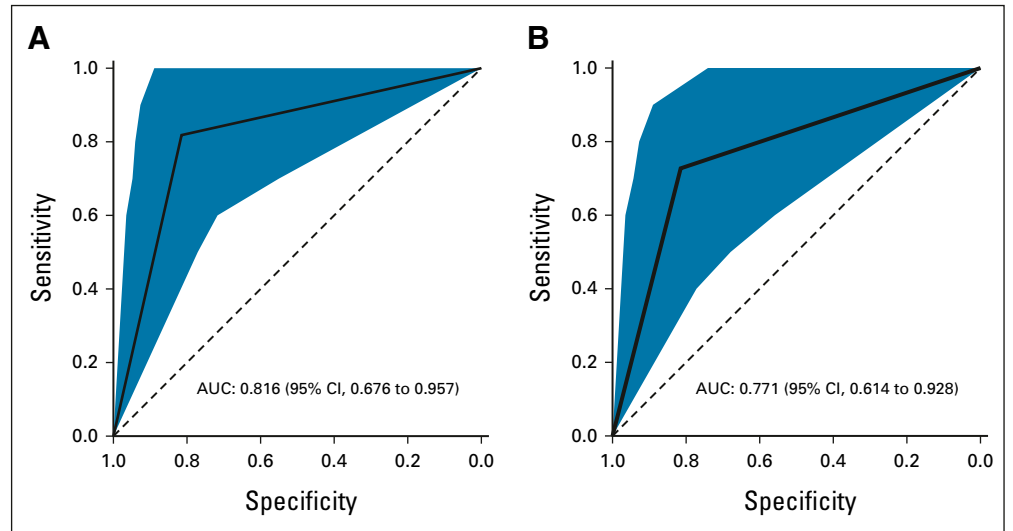 A
B
1.0
0.8
0.6
0.4
0.2
0.0
Sensitivity
AUC: 0.816 (95% CI, 0.676 to 0.957)
1.0 0.8 0.6 0.4 0.2 0.0
Specificity
1.0
0.8
0.6
0.4
0.2
0.0
Sensitivity
AUC: 0.771 (95% CI, 0.614 to 0.928)
1.0 0.8 0.6 0.4 0.2 0.0
Specificity